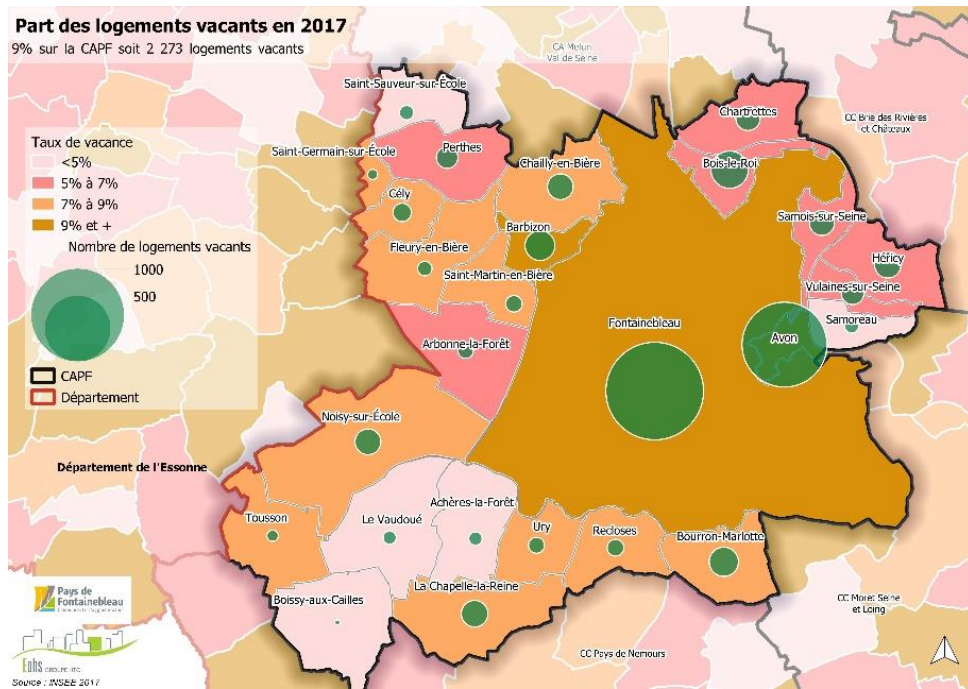 Part des logements vacants en 2017
9% sur la CAPF soit 2 273 logements vacants
CA Melun
Val de Seine
Saint-Sauveur-sur-École
Chartrettes
CC Brie des Rivières
et Châteaux
Taux de vacance
<5%
5% à 7%
7% à 9%
9% et +
Nombre de logements vacants
1000
500
CAPF
Département
Saint-Germain-sur-École
Perthes
Chailly-en-Bière
Bois-le-Roi
Cély
Barbizon
Samois-sur-Seine
Fleury-en-Bière
Héricy
Saint-Martin-en-Bière
Vulaines-sur-Seine
Samoreau
Fontainebleau
Avon
Arbonne-la-Forêt
Noisy-sur-École
Département de l'Essonne
Achères-la-Forêt
Tousson
Le Vaudoué
Ury
Recloses
Bourron-Marlotte
La Chapelle-la-Reine
Boissy-aux-Cailles
CC Moret Seine
et Loing
CC Pays de Nemours
Pays de
Fontainebleau
Eohs
Source : INSEE 2017